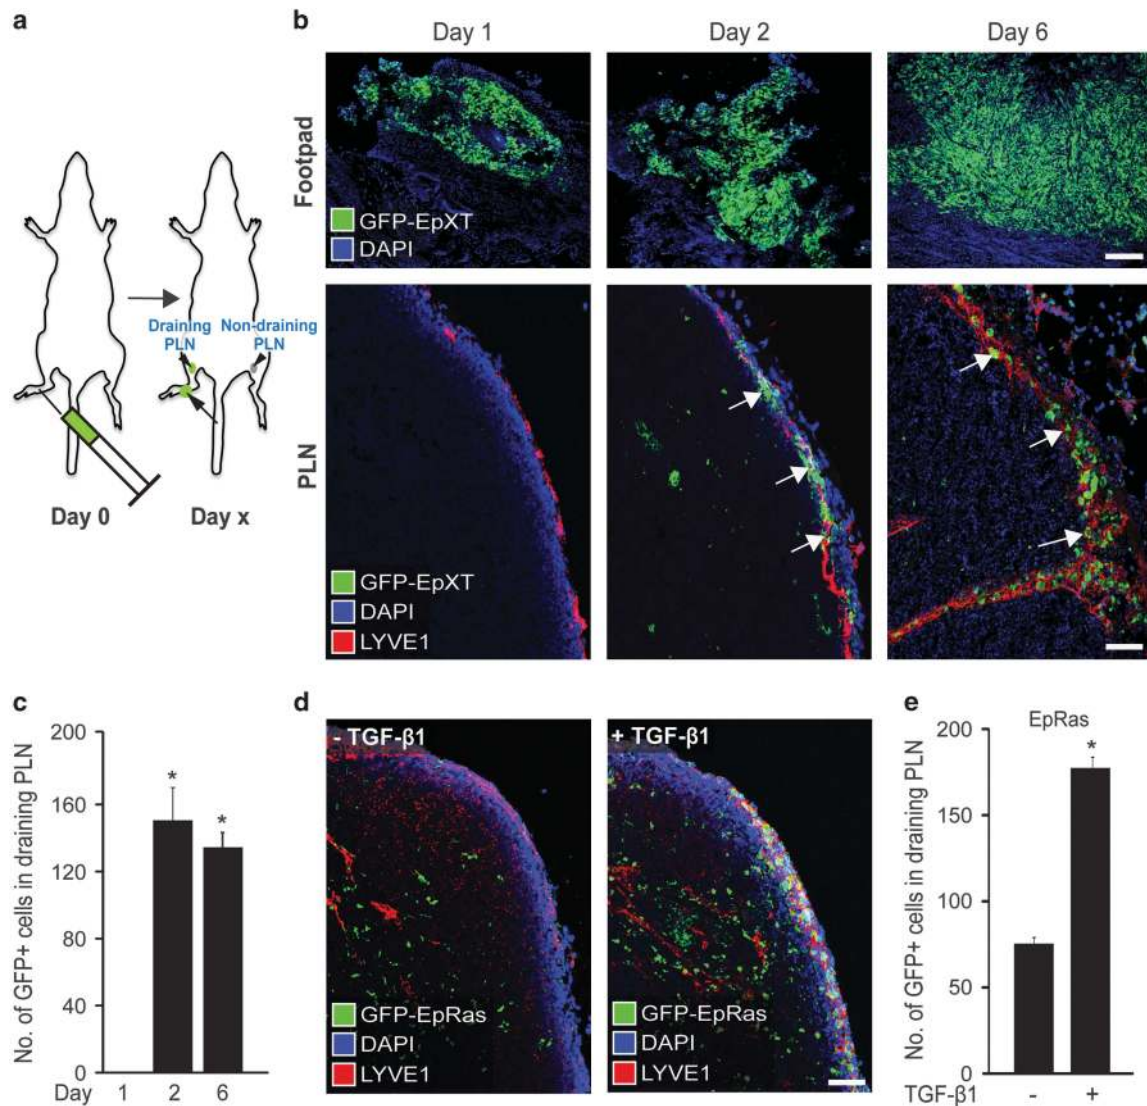 a
Draining
PLN
Non-draining
PLN
Day 0
Day x
b
Day 1
Day 2
Day 6
Footpad
GFP-EpXT
DAPI
PLN
GFP-EpXT
DAPI
LYVE1
c
No. of GFP+ cells in draining PLN
200
160
120
80
40
0
*
*
Day
1
2
6
d
- TGF-β1
+ TGF-β1
GFP-EpRas
DAPI
LYVE1
GFP-EpRas
DAPI
LYVE1
e
EpRas
No. of GFP+ cells in draining PLN
200
150
100
50
0
*
TGF-β1
-
+